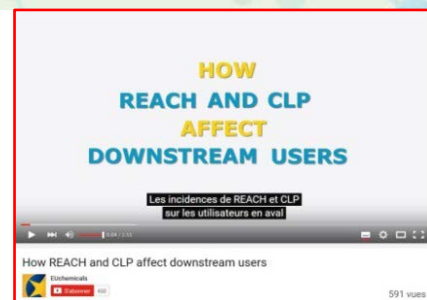 HOW
REACH AND CLP
AFFECT
DOWNSTREAM USERS
Les incidences de REACH et CLP
sur les utilisateurs en aval
How REACH and CLP affect downstream users
EUchemicals
S'abonner
591 vues